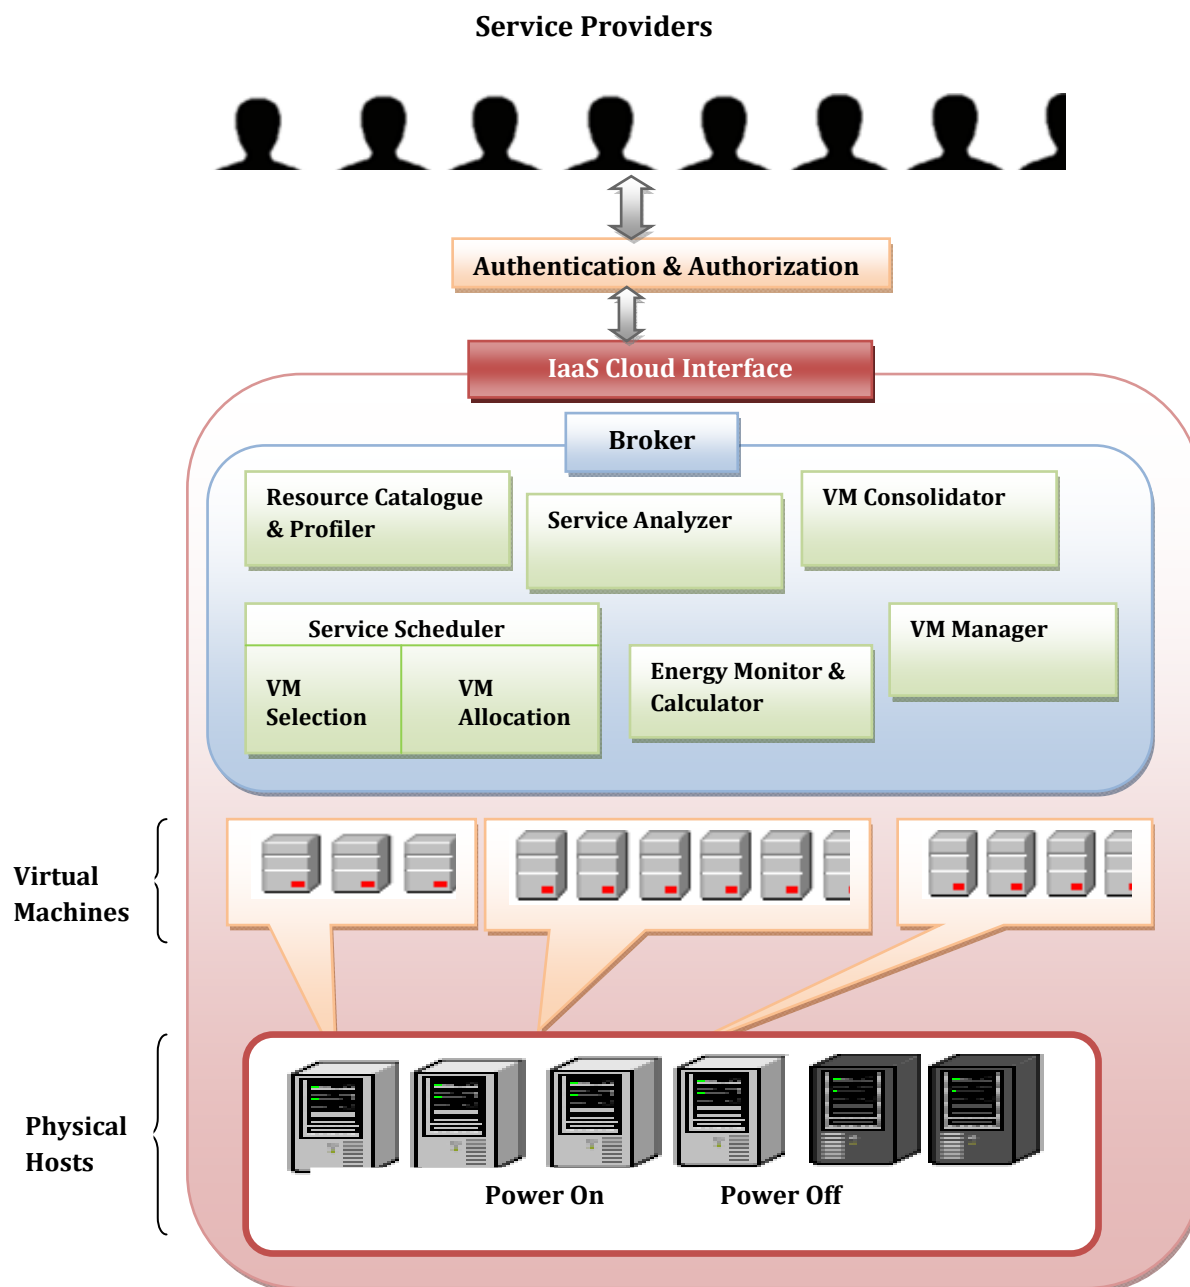 Service Providers
Authentication & Authorization
IaaS Cloud Interface
Broker
Resource Catalogue
& Profiler
Service Analyzer
VM Consolidator
Service Scheduler
VM
Selection
VM
Allocation
Energy Monitor &
Calculator
VM Manager
Virtual
Machines
Physical
Hosts
Power On
Power Off